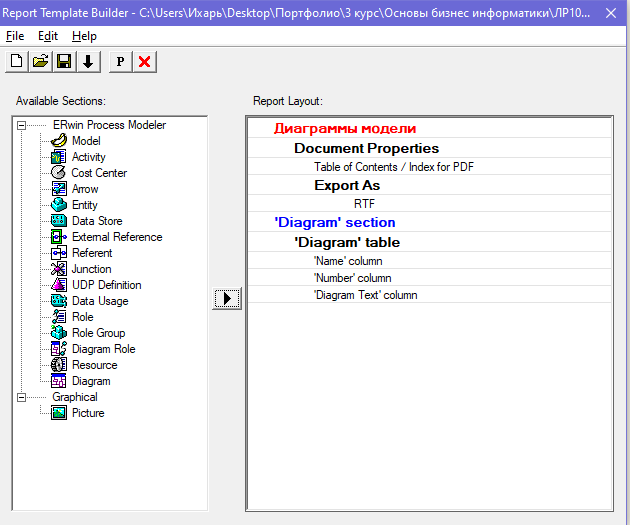 Report Template Builder - C:\Users\Ихарь\Desktop\Портфолио\3 курс\Основы бизнес информатики\ЛР10...
File Edit Help
P
Available Sections:
ERwin Process Modeler
Model
Activity
Cost Center
Arrow
Entity
Data Store
External Reference
Referent
Junction
UDP Definition
Data Usage
Role
Role Group
Diagram Role
Resource
Diagram
Graphical
Picture
Report Layout:
Диаграммы модели
Document Properties
Table of Contents / Index for PDF
Export As
RTF
'Diagram' section
'Diagram' table
'Name' column
'Number' column
'Diagram Text' column